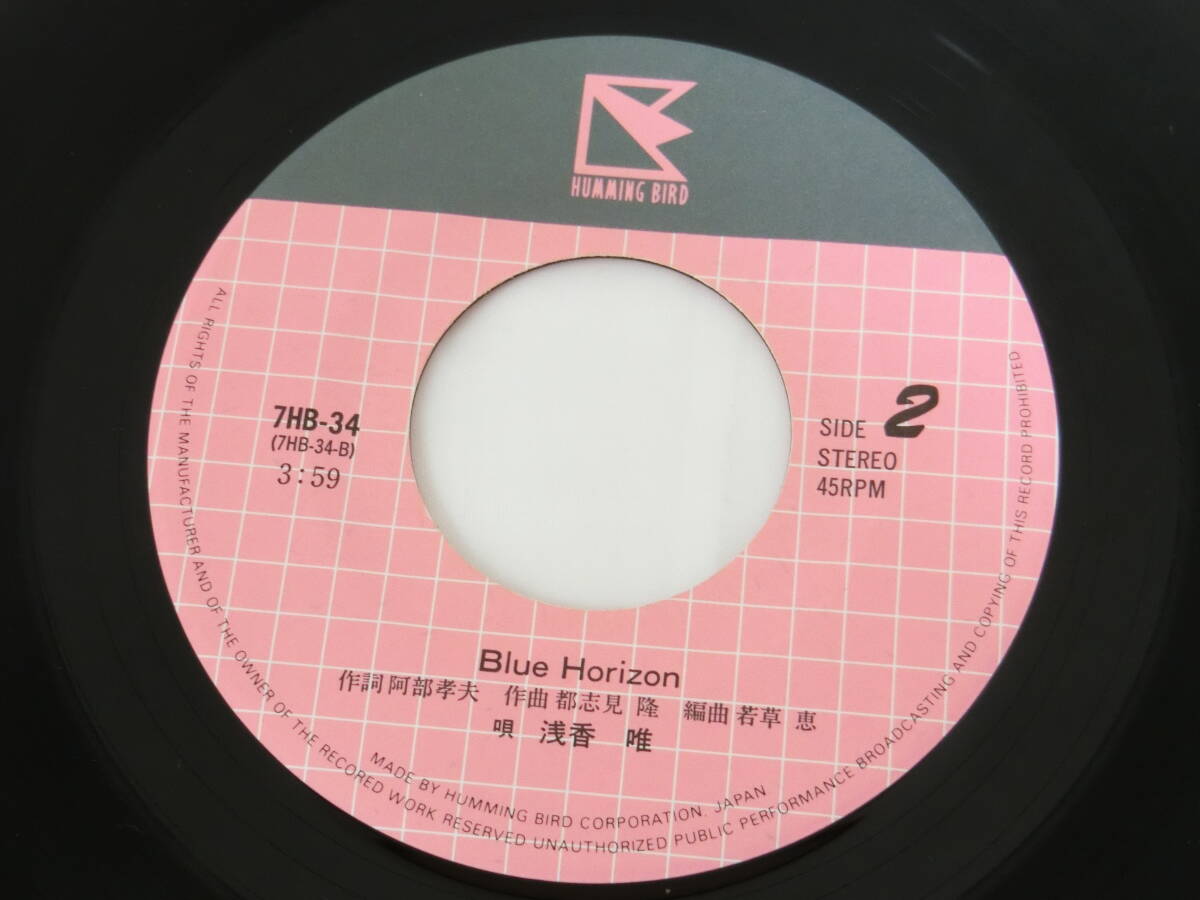 HUMMING BIRD
7HB-34
(7HB-34-B)
3:59
SIDE 2
STEREO
45RPM
Blue Horizon
作詞 阿部孝夫 作曲 都志見 隆 編曲 若草 恵
唄 浅香 唯
MADE BY HUMMING BIRD CORPORATION, JAPAN
ALL RIGHTS OF THE MANUFACTURER AND OF THE OWNER OF THE RECORED WORK RESERVED UNAUTHORIZED PUBLIC PERFORMANCE BROADCASTING AND COPYING OF THIS RECORD PROHIBITED